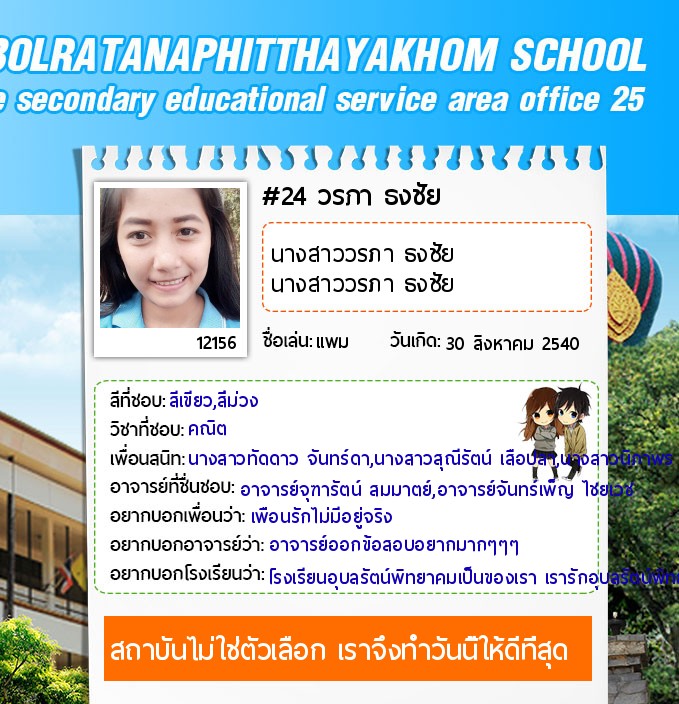 BOLRATANAPHITTHAYAKHOM SCHOOL
e secondary educational service area office 25
#24 วรภา ธงชัย
นางสาววรภา ธงชัย
นางสาววรภา ธงชัย
12156
ชื่อเล่น: แพม วันเกิด: 30 สิงหาคม 2540
สีที่ชอบ: สีเขียว,สีม่วง
วิชาที่ชอบ: คณิต
เพื่อนสนิท: นางสาวทัดดาว จันทร์ดา,นางสาวสุณีรัตน์ เสือปลา,นางสาวนิภาพร
อาจารย์ที่ชื่นชอบ: อาจารย์จุฑารัตน์ สมมาตย์,อาจารย์จันทร์เพ็ญ ไชยเวช
อยากบอกเพื่อนว่า: เพื่อนรักไม่มีอยู่จริง
อยากบอกอาจารย์ว่า: อาจารย์ออกข้อสอบอยากมากๆๆๆ
อยากบอกโรงเรียนว่า: โรงเรียนอุบลรัตน์พิทยาคมเป็นของเรา เรารักอุบลรัตน์พิท
สถาบันไม่ใช่ตัวเลือก เราจึงทำวันนี้ให้ดีที่สุด